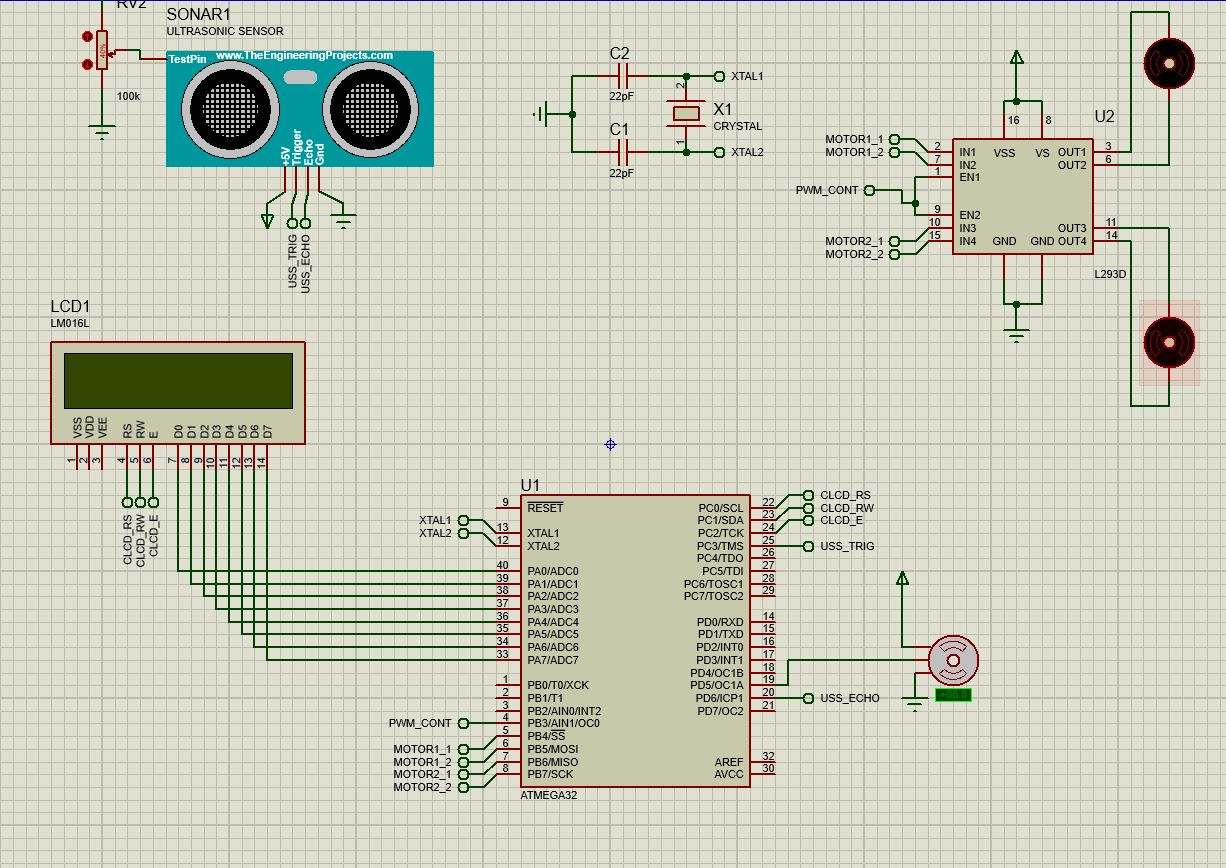 RV2
SONAR1
ULTRASONIC SENSOR
TestPin
www.TheEngineeringProjects.com
100k
+5V
Trigger
Echo
Gnd
USS_TRIG
USS_ECHO
C2
22pF
C1
22pF
2
1
X1
CRYSTAL
XTAL1
XTAL2
U2
16
8
MOTOR1_1
MOTOR1_2
PWM_CONT
MOTOR2_1
MOTOR2_2
2 IN1
7 IN2
1 EN1
9 EN2
10 IN3
15 IN4
VSS
VS
OUT1 3
OUT2 6
OUT3 11
OUT4 14
GND
GND
L293D
LCD1
LM016L
VSS
VDD
VEE
RS
RW
E
D0
D1
D2
D3
D4
D5
D6
D7
1
2
3
4
5
6
7
8
9
10
11
12
13
14
CLCD_RS
CLCD_RW
CLCD_E
U1
9 RESET
XTAL1 13 XTAL1
XTAL2 12 XTAL2
40 PA0/ADC0
39 PA1/ADC1
38 PA2/ADC2
37 PA3/ADC3
36 PA4/ADC4
35 PA5/ADC5
34 PA6/ADC6
33 PA7/ADC7
1 PB0/T0/XCK
2 PB1/T1
3 PB2/AIN0/INT2
PWM_CONT 4 PB3/AIN1/OC0
5 PB4/SS
MOTOR1_1 6 PB5/MOSI
MOTOR1_2 7 PB6/MISO
MOTOR2_1 8 PB7/SCK
MOTOR2_2
PC0/SCL 22 CLCD_RS
PC1/SDA 23 CLCD_RW
PC2/TCK 24 CLCD_E
PC3/TMS 25 USS_TRIG
PC4/TDO 26
PC5/TDI 27
PC6/TOSC1 28
PC7/TOSC2 29
PD0/RXD 14
PD1/TXD 15
PD2/INT0 16
PD3/INT1 17
PD4/OC1B 18
PD5/OC1A 19
PD6/ICP1 20 USS_ECHO
PD7/OC2 21
AREF 32
AVCC 30
ATMEGA32